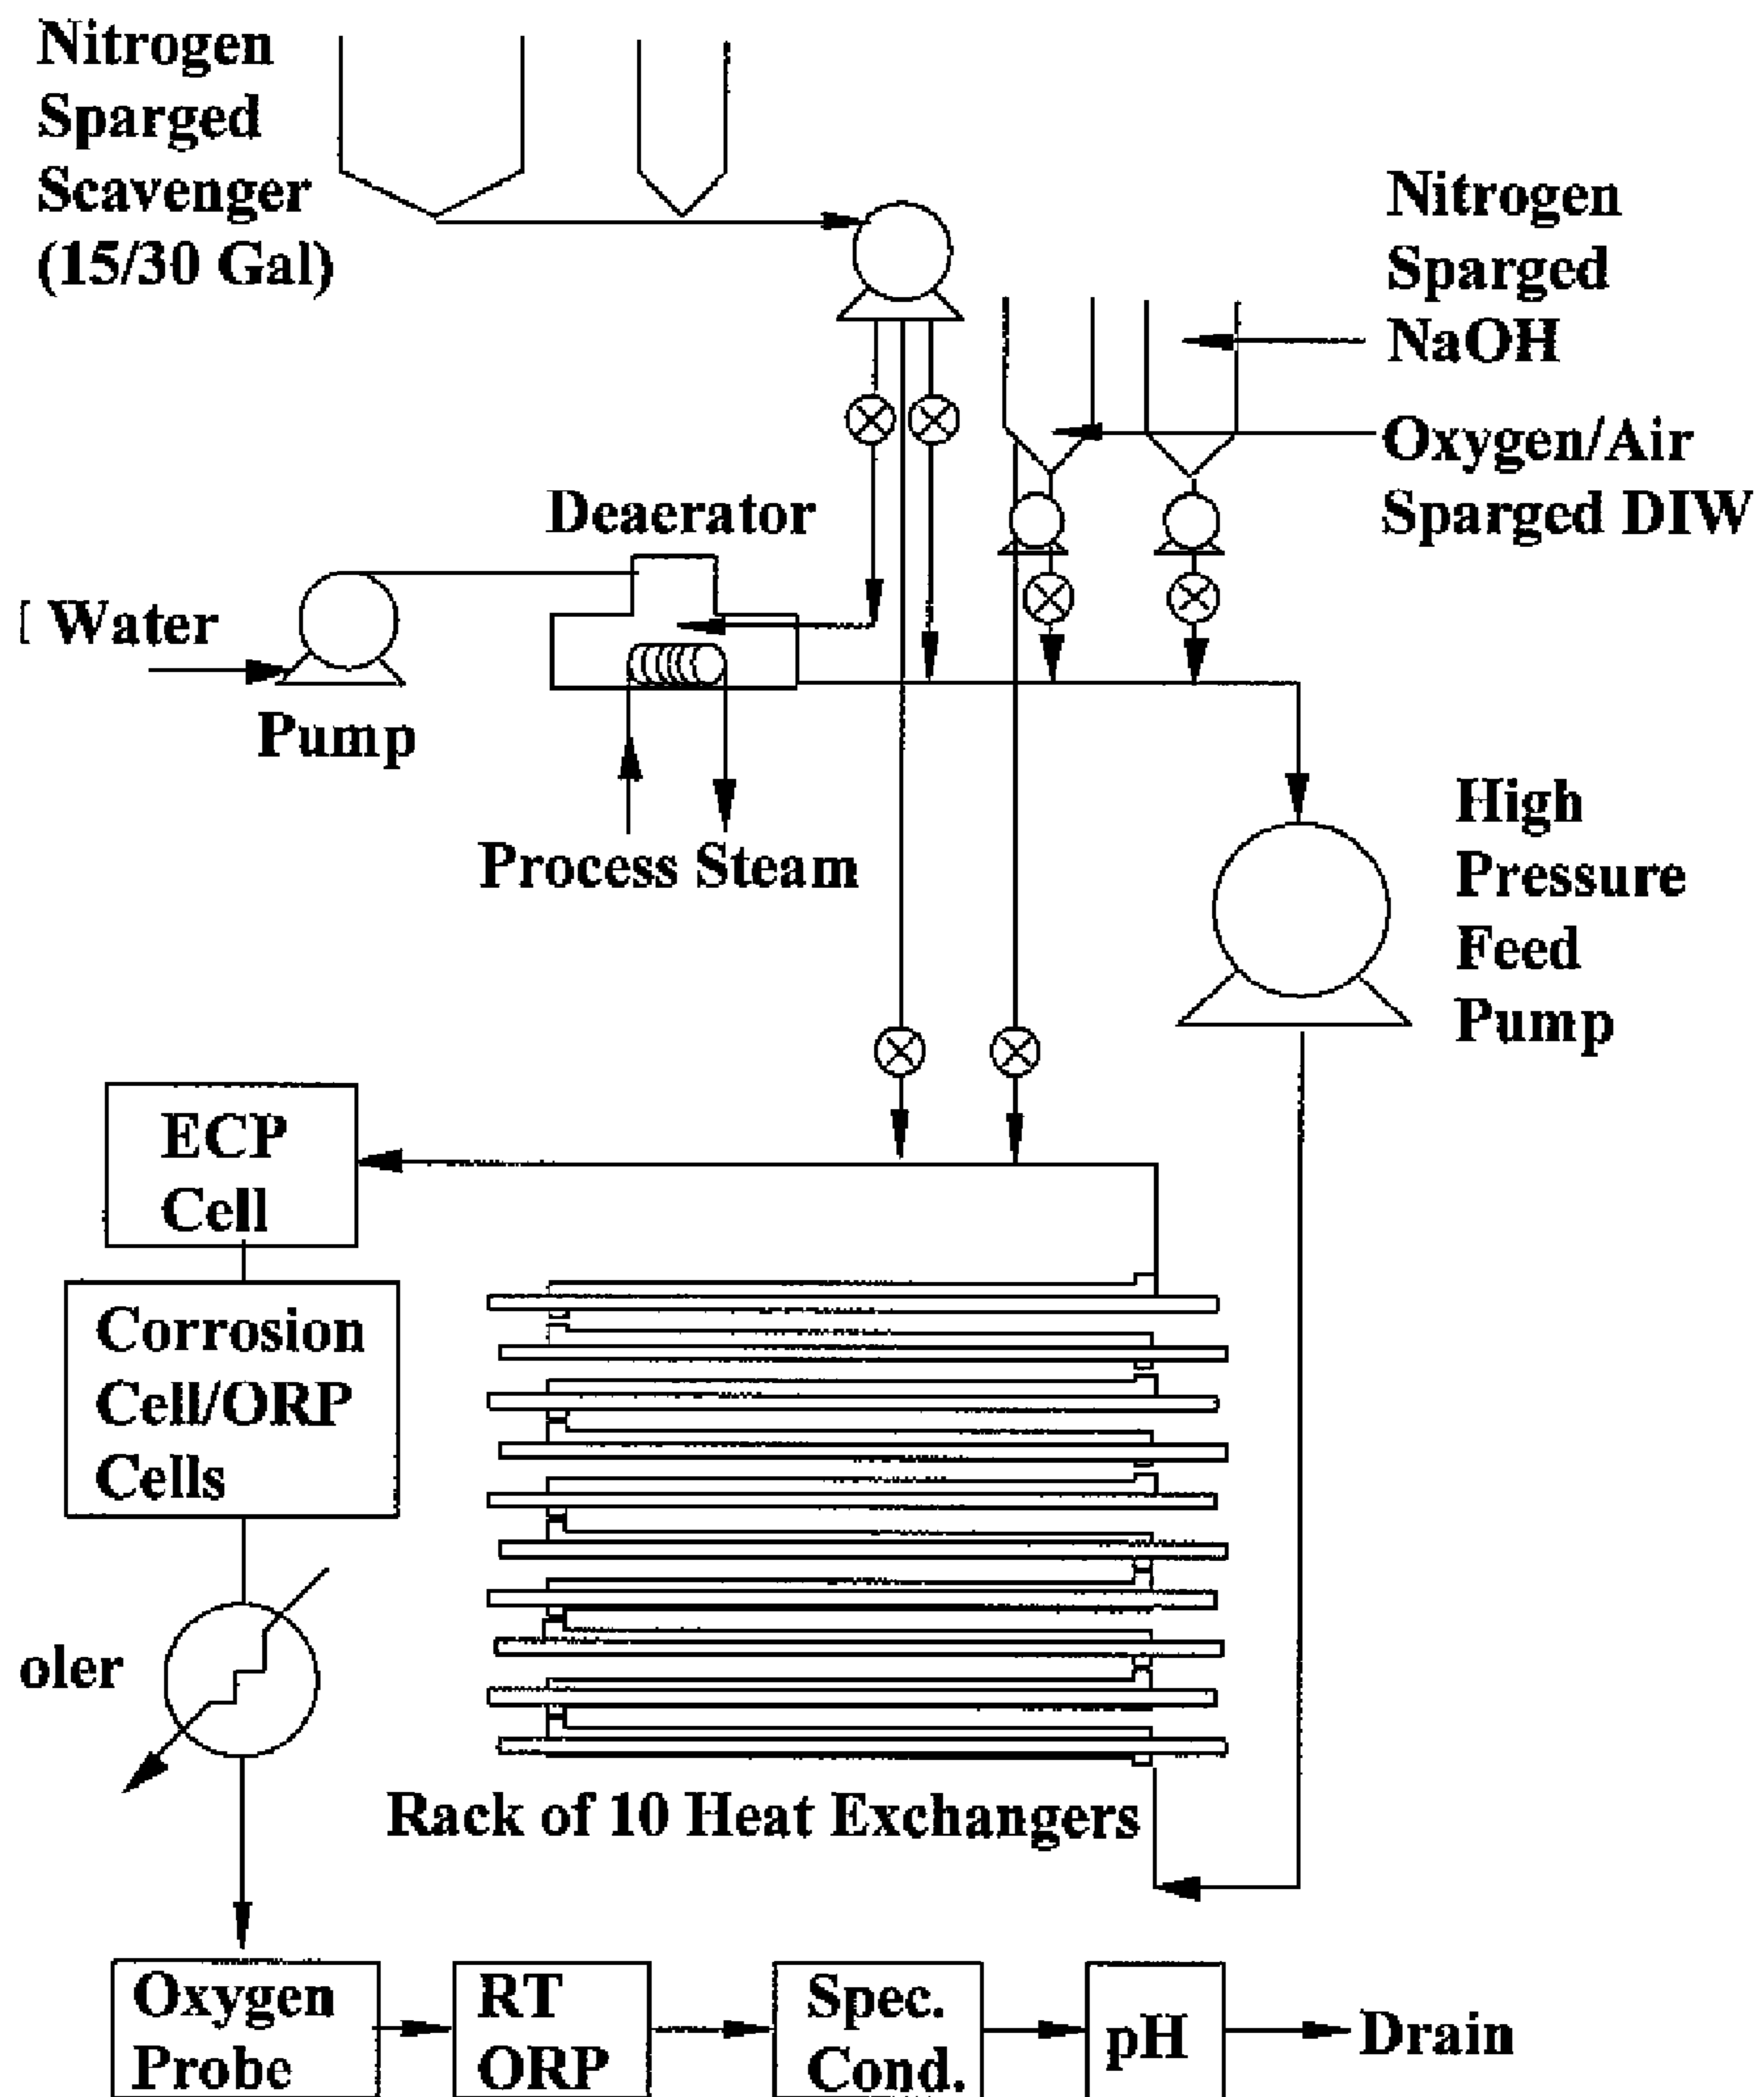 Nitrogen
Sparged
Scavenger
(15/30 Gal)
Nitrogen
Sparged
NaOH
Oxygen/Air
Sparged DIW
Deaerator
Water
Pump
Process Steam
High
Pressure
Feed
Pump
ECP
Cell
Corrosion
Cell/ORP
Cells
oler
Rack of 10 Heat Exchangers
Oxygen
Probe
RT
ORP
Spec.
Cond.
pH
Drain